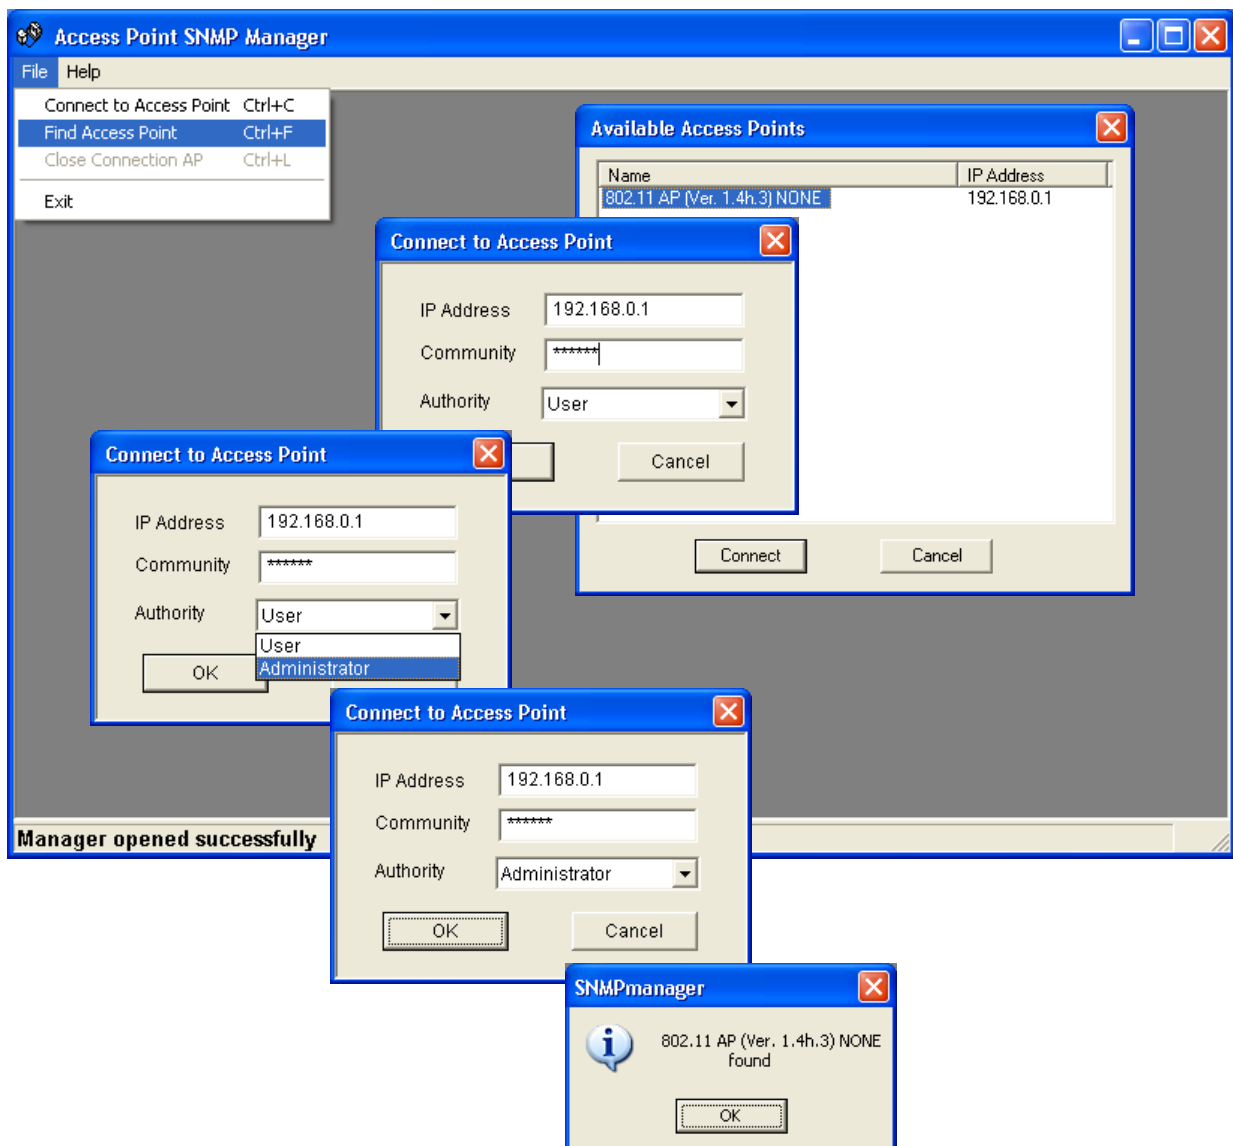 Access Point SNMP Manager
File Help
Connect to Access Point Ctrl+C
Find Access Point Ctrl+F
Close Connection AP Ctrl+L
Exit
Available Access Points
Name IP Address
802.11 AP (Ver. 1.4h.3) NONE 192.168.0.1
Connect Cancel
Connect to Access Point
IP Address 192.168.0.1
Community ******
Authority User
Cancel
Connect to Access Point
IP Address 192.168.0.1
Community ******
Authority User
User
Administrator
OK
Connect to Access Point
IP Address 192.168.0.1
Community ******
Authority Administrator
OK Cancel
Manager opened successfully
SNMPmanager
802.11 AP (Ver. 1.4h.3) NONE
found
OK